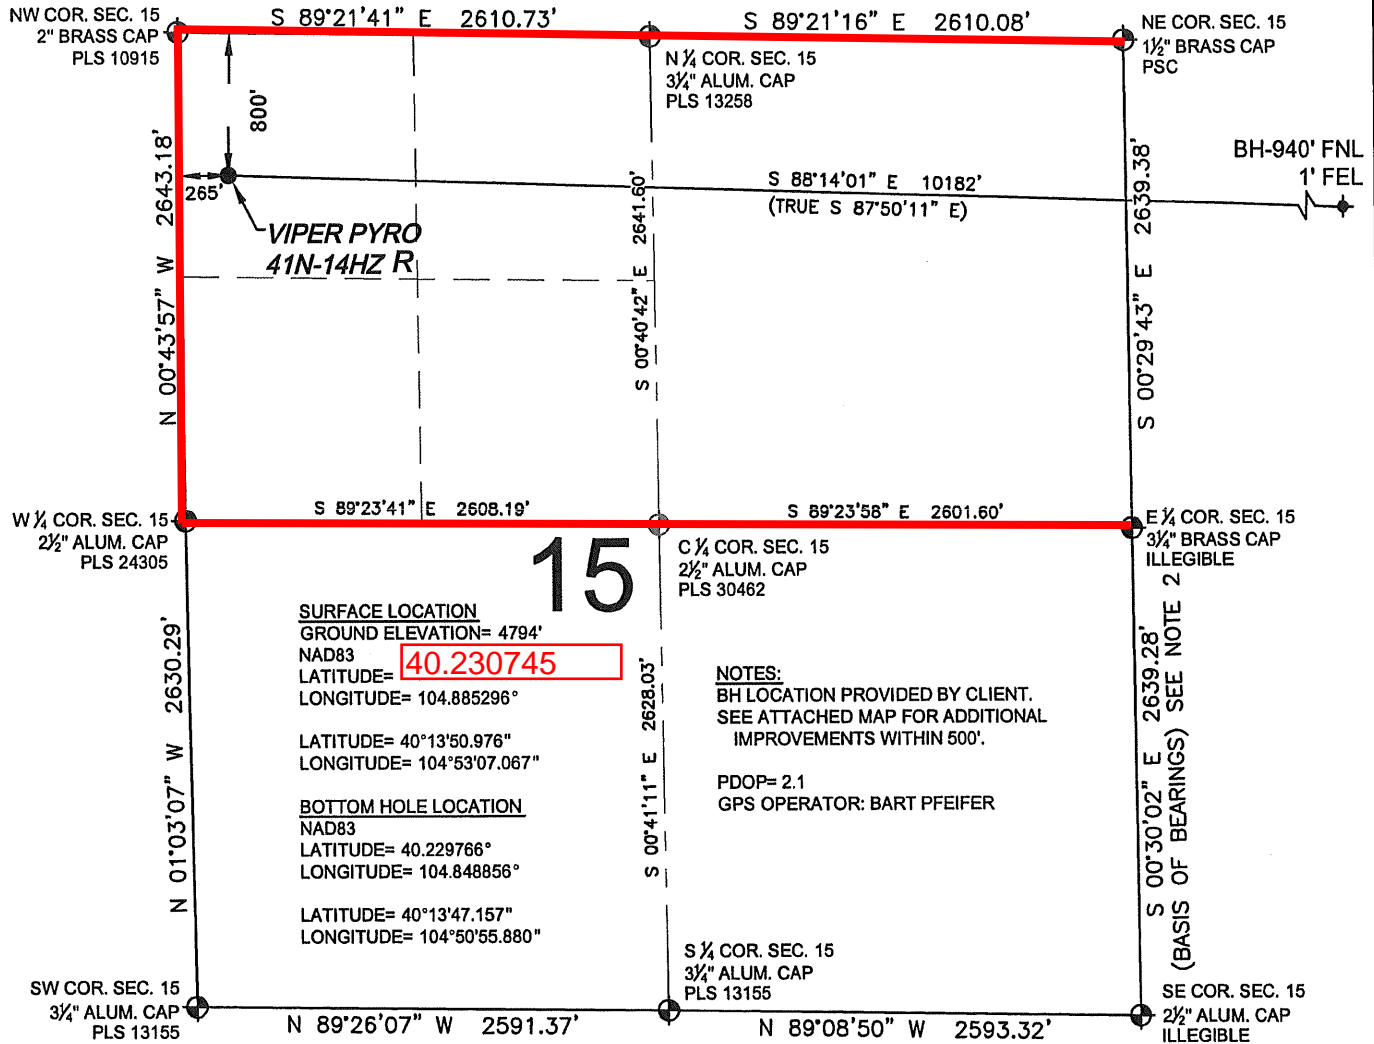 NW COR. SEC. 15
2" BRASS CAP
PLS 10915
S 89°21'41" E 2610.73'
S 89°21'16" E 2610.08'
NE COR. SEC. 15
1½" BRASS CAP
PSC
N ¼ COR. SEC. 15
3¼" ALUM. CAP
PLS 13258
800'
265'
VIPER PYRO
41N-14HZ R
N 00°43'57" W 2643.18'
S 00°40'42" E 2641.60'
S 88°14'01" E 10182'
(TRUE S 87°50'11" E)
S 00°29'43" E 2639.38'
BH-940' FNL
1' FEL
S 89°23'41" E 2608.19'
S 89°23'58" E 2601.60'
W ¼ COR. SEC. 15
2½" ALUM. CAP
PLS 24305
15
C ¼ COR. SEC. 15
2½" ALUM. CAP
PLS 30462
E ¼ COR. SEC. 15
3¼" BRASS CAP
ILLEGIBLE
SURFACE LOCATION
GROUND ELEVATION= 4794'
NAD83
LATITUDE= 40.230745
LONGITUDE= 104.885296°
LATITUDE= 40°13'50.976"
LONGITUDE= 104°53'07.067"
BOTTOM HOLE LOCATION
NAD83
LATITUDE= 40.229766°
LONGITUDE= 104.848856°
LATITUDE= 40°13'47.157"
LONGITUDE= 104°50'55.880"
NOTES:
BH LOCATION PROVIDED BY CLIENT.
SEE ATTACHED MAP FOR ADDITIONAL
IMPROVEMENTS WITHIN 500'.
PDOP= 2.1
GPS OPERATOR: BART PFEIFER
N 01°03'07" W 2630.29'
S 00°41'11" E 2628.03'
S 00°30'02" E 2639.28'
(BASIS OF BEARINGS) SEE NOTE 2
SW COR. SEC. 15
3¼" ALUM. CAP
PLS 13155
S ¼ COR. SEC. 15
3¼" ALUM. CAP
PLS 13155
SE COR. SEC. 15
2½" ALUM. CAP
ILLEGIBLE
N 89°26'07" W 2591.37'
N 89°08'50" W 2593.32'